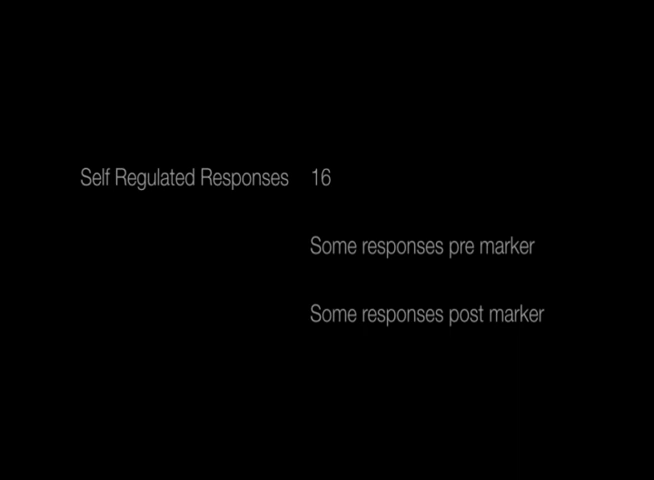 Self Regulated Responses 16
Some responses pre marker
Some responses post marker